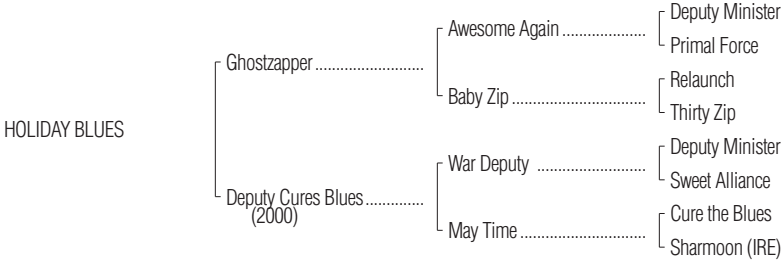 Deputy Minister
Awesome Again ....................
Primal Force
Ghostzapper ..........................
Relaunch
Baby Zip ................................
Thirty Zip
HOLIDAY BLUES
Deputy Minister
War Deputy ..........................
Sweet Alliance
Deputy Cures Blues ..............
(2000)
Cure the Blues
May Time ..............................
Sharmoon (IRE)